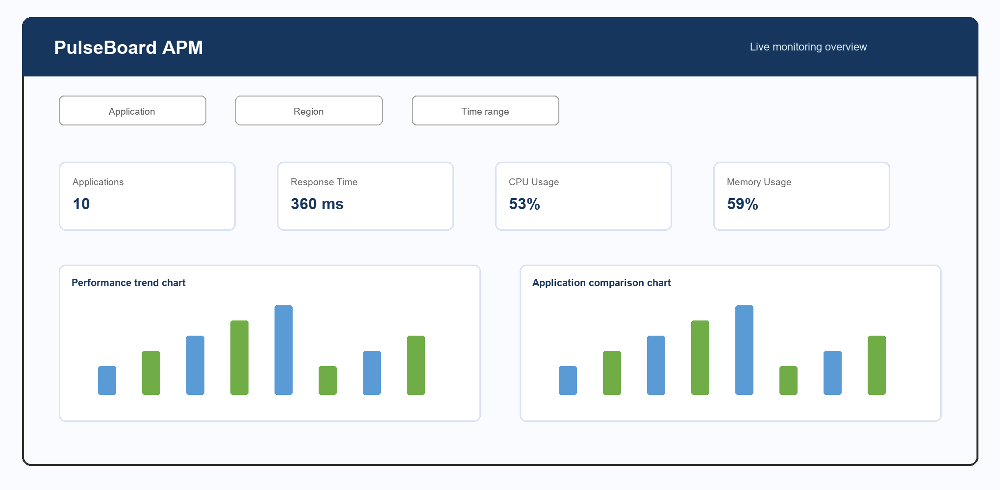 PulseBoard APM
Live monitoring overview
Application
Region
Time range
Applications
10
Response Time
360 ms
CPU Usage
53%
Memory Usage
59%
Performance trend chart
Application comparison chart